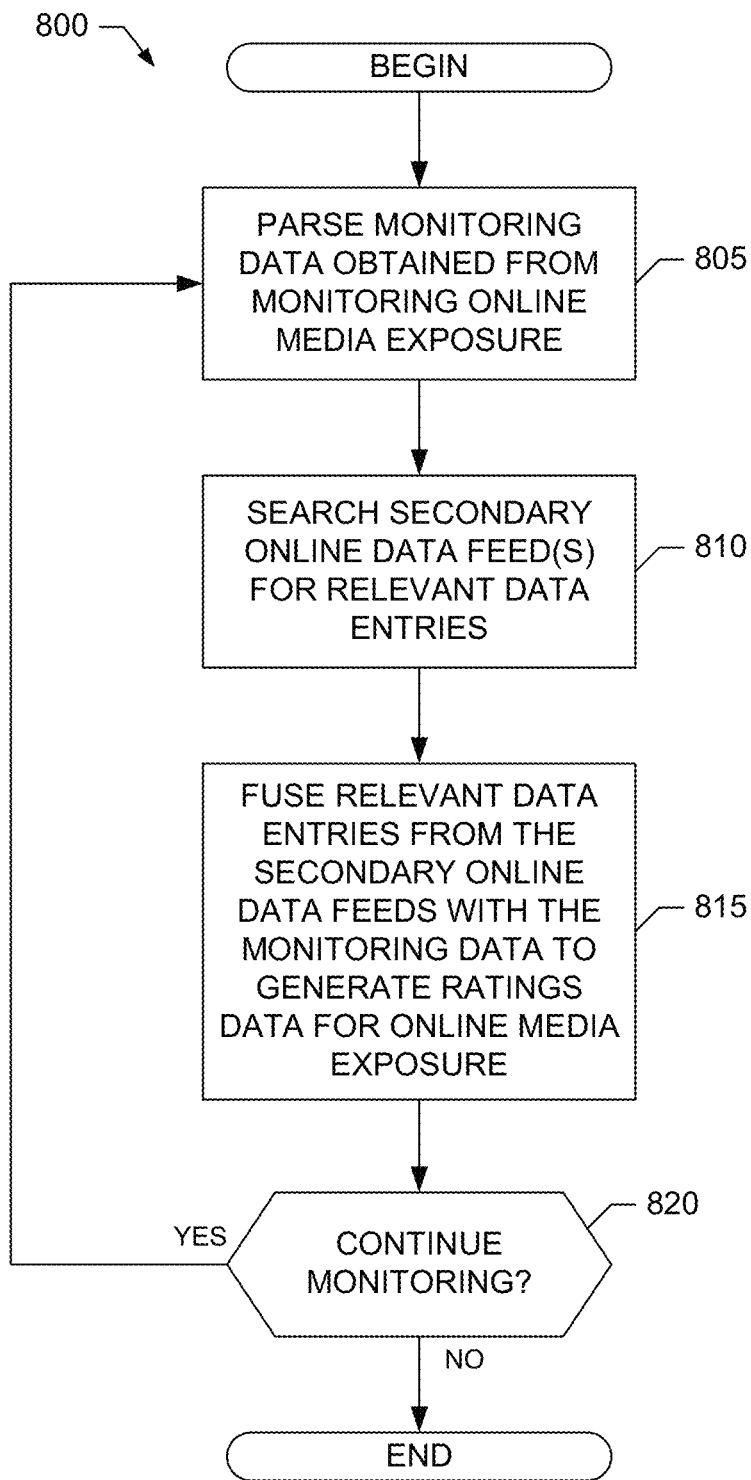 800
BEGIN
PARSE MONITORING
DATA OBTAINED FROM
MONITORING ONLINE
MEDIA EXPOSURE
805
SEARCH SECONDARY
ONLINE DATA FEED(S)
FOR RELEVANT DATA
ENTRIES
810
FUSE RELEVANT DATA
ENTRIES FROM THE
SECONDARY ONLINE
DATA FEEDS WITH THE
MONITORING DATA TO
GENERATE RATINGS
DATA FOR ONLINE MEDIA
EXPOSURE
815
820
YES
CONTINUE
MONITORING?
NO
END